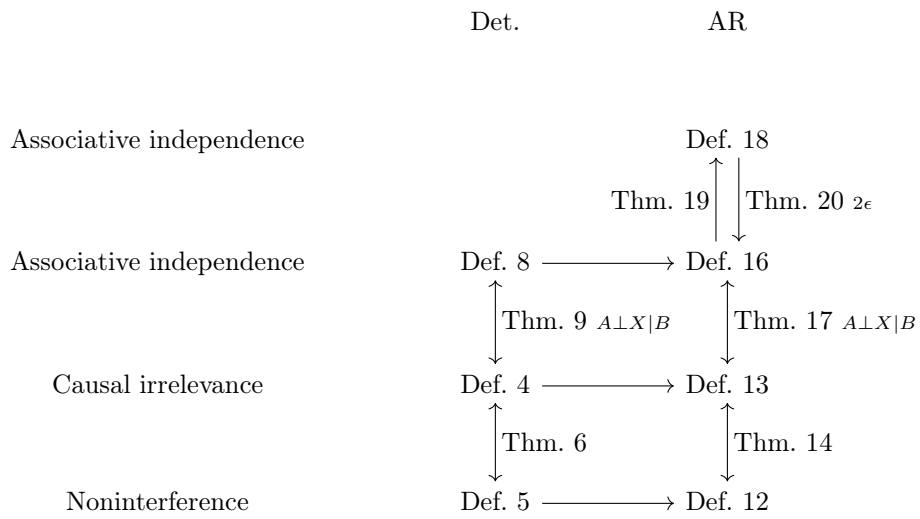 Det. AR
Associative independence Def. 18
Thm. 19 Thm. 20 2ϵ
Associative independence Def. 8 Def. 16
Thm. 9 A⊥X|B Thm. 17 A⊥X|B
Causal irrelevance Def. 4 Def. 13
Thm. 6 Thm. 14
Noninterference Def. 5 Def. 12